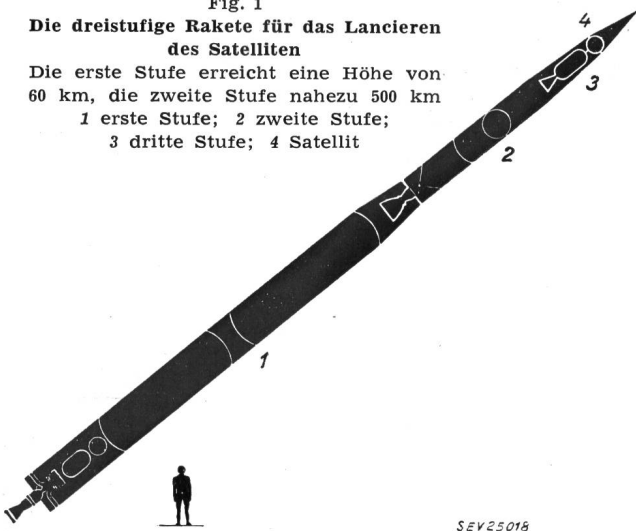 Fig. 1
Die dreistufige Rakete für das Lancieren
des Satelliten
Die erste Stufe erreicht eine Höhe von
60 km, die zweite Stufe nahezu 500 km
1 erste Stufe; 2 zweite Stufe;
3 dritte Stufe; 4 Satellit
4
3
2
1
SEV25018